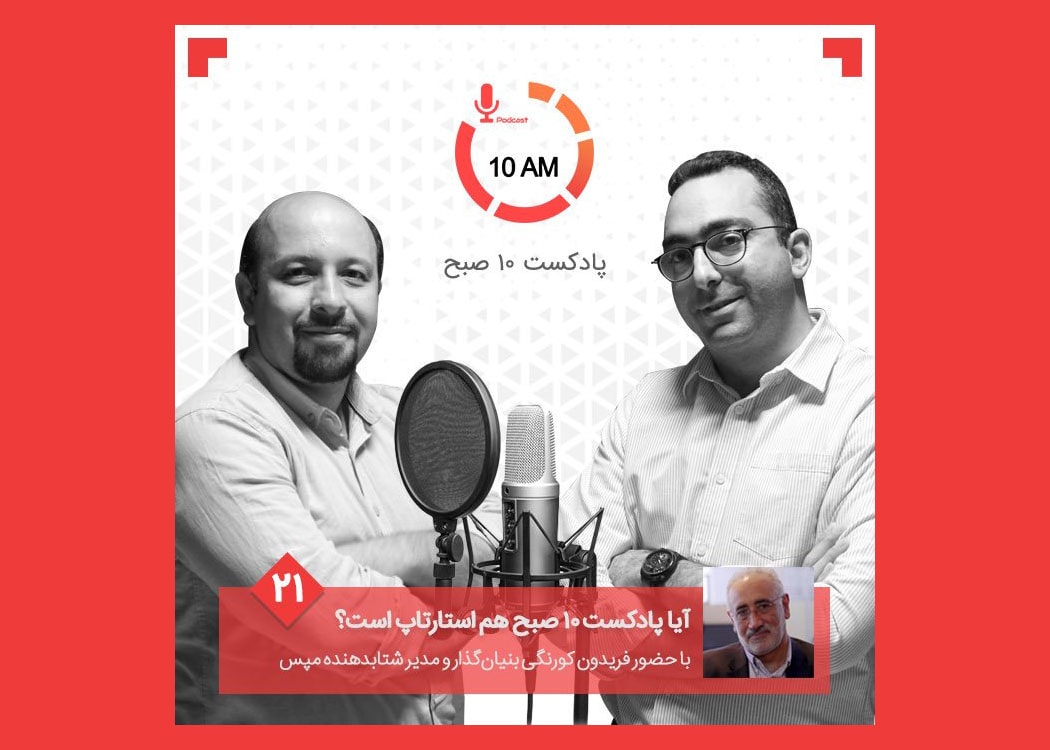 Podcast
10 AM
پادکست ۱۰ صبح
۲۱
آیا پادکست ۱۰ صبح هم استارتاپ است؟
با حضور فریدون کورنگی بنیان‌گذار و مدیر شتابدهنده مپس